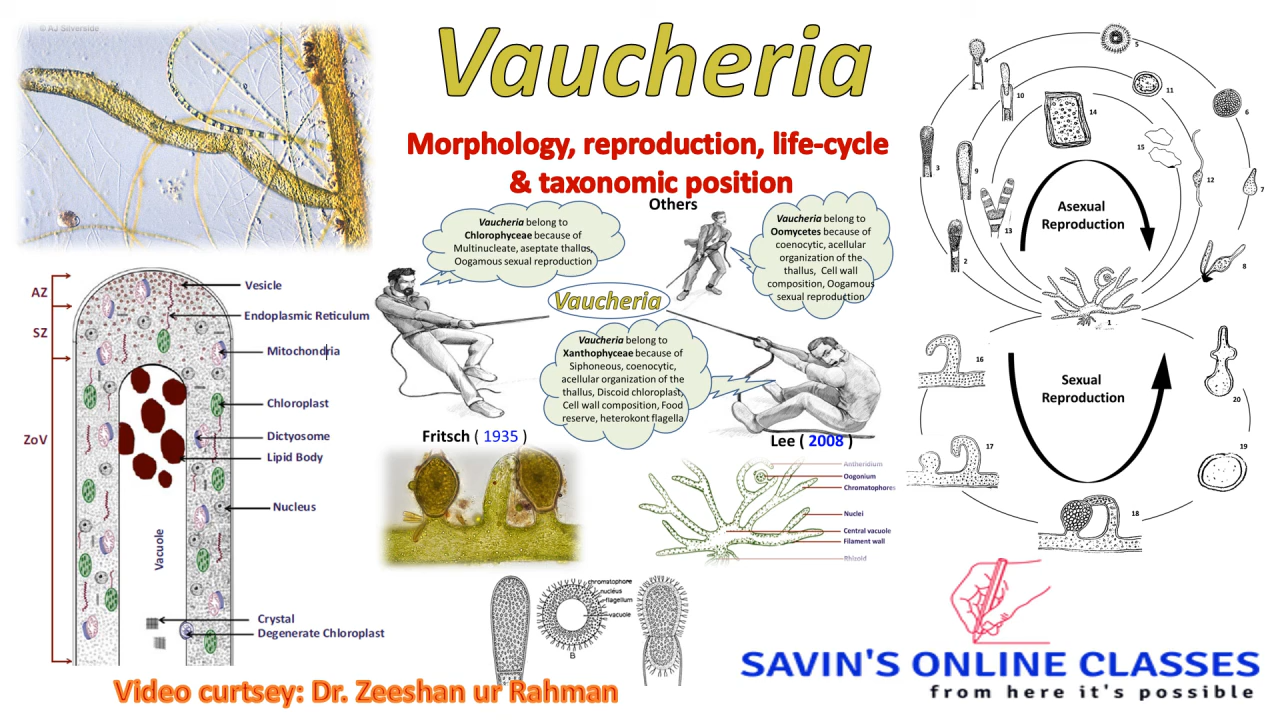 © AJ Silverside
Vaucheria
Morphology, reproduction, life-cycle
& taxonomic position
Others
Vaucheria belong to
Chlorophyceae because of
Multinucleate, aseptate thallus,
Oogamous sexual reproduction
Vaucheria belong to
Oomycetes because of
coenocytic, acellular
organization of the
thallus, Cell wall
composition, Oogamous
sexual reproduction
Vaucheria
Vaucheria belong to
Xanthophyceae because of
Siphoneous, coenocytic,
acellular organization of the
thallus, Discoid chloroplast,
Cell wall composition, Food
reserve, heterokont flagella
Fritsch ( 1935 )
Lee ( 2008 )
AZ
SZ
ZoV
Vesicle
Endoplasmic Reticulum
Mitochondria
Chloroplast
Dictyosome
Lipid Body
Nucleus
Vacuole
Crystal
Degenerate Chloroplast
Antheridium
Oogonium
Chromatophores
Nuclei
Central vacuole
Filament wall
Rhizoid
chromatophore
nucleus
flagellum
vacuole
B
5
4
10
11
6
14
15
3
9
12
7
13
2
8
1
Asexual
Reproduction
16
20
Sexual
Reproduction
17
19
18
Video curtsey: Dr. Zeeshan ur Rahman
SAVIN'S ONLINE CLASSES
from here it's possible